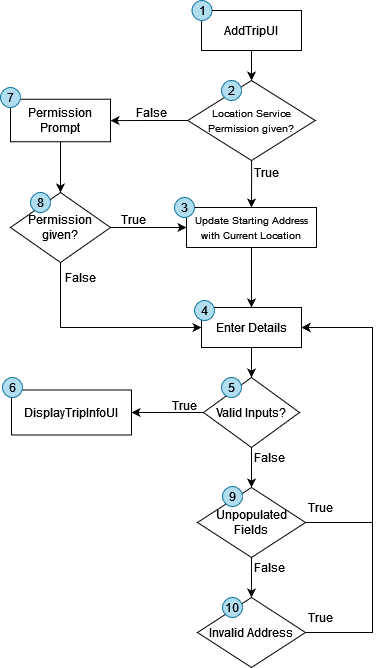 1
AddTripUI
2
Location Service
Permission given?
False
True
7
Permission
Prompt
8
Permission
given?
True
False
3
Update Starting Address
with Current Location
4
Enter Details
5
Valid Inputs?
True
False
6
DisplayTripInfoUI
9
Unpopulated
Fields
True
False
10
Invalid Address
True